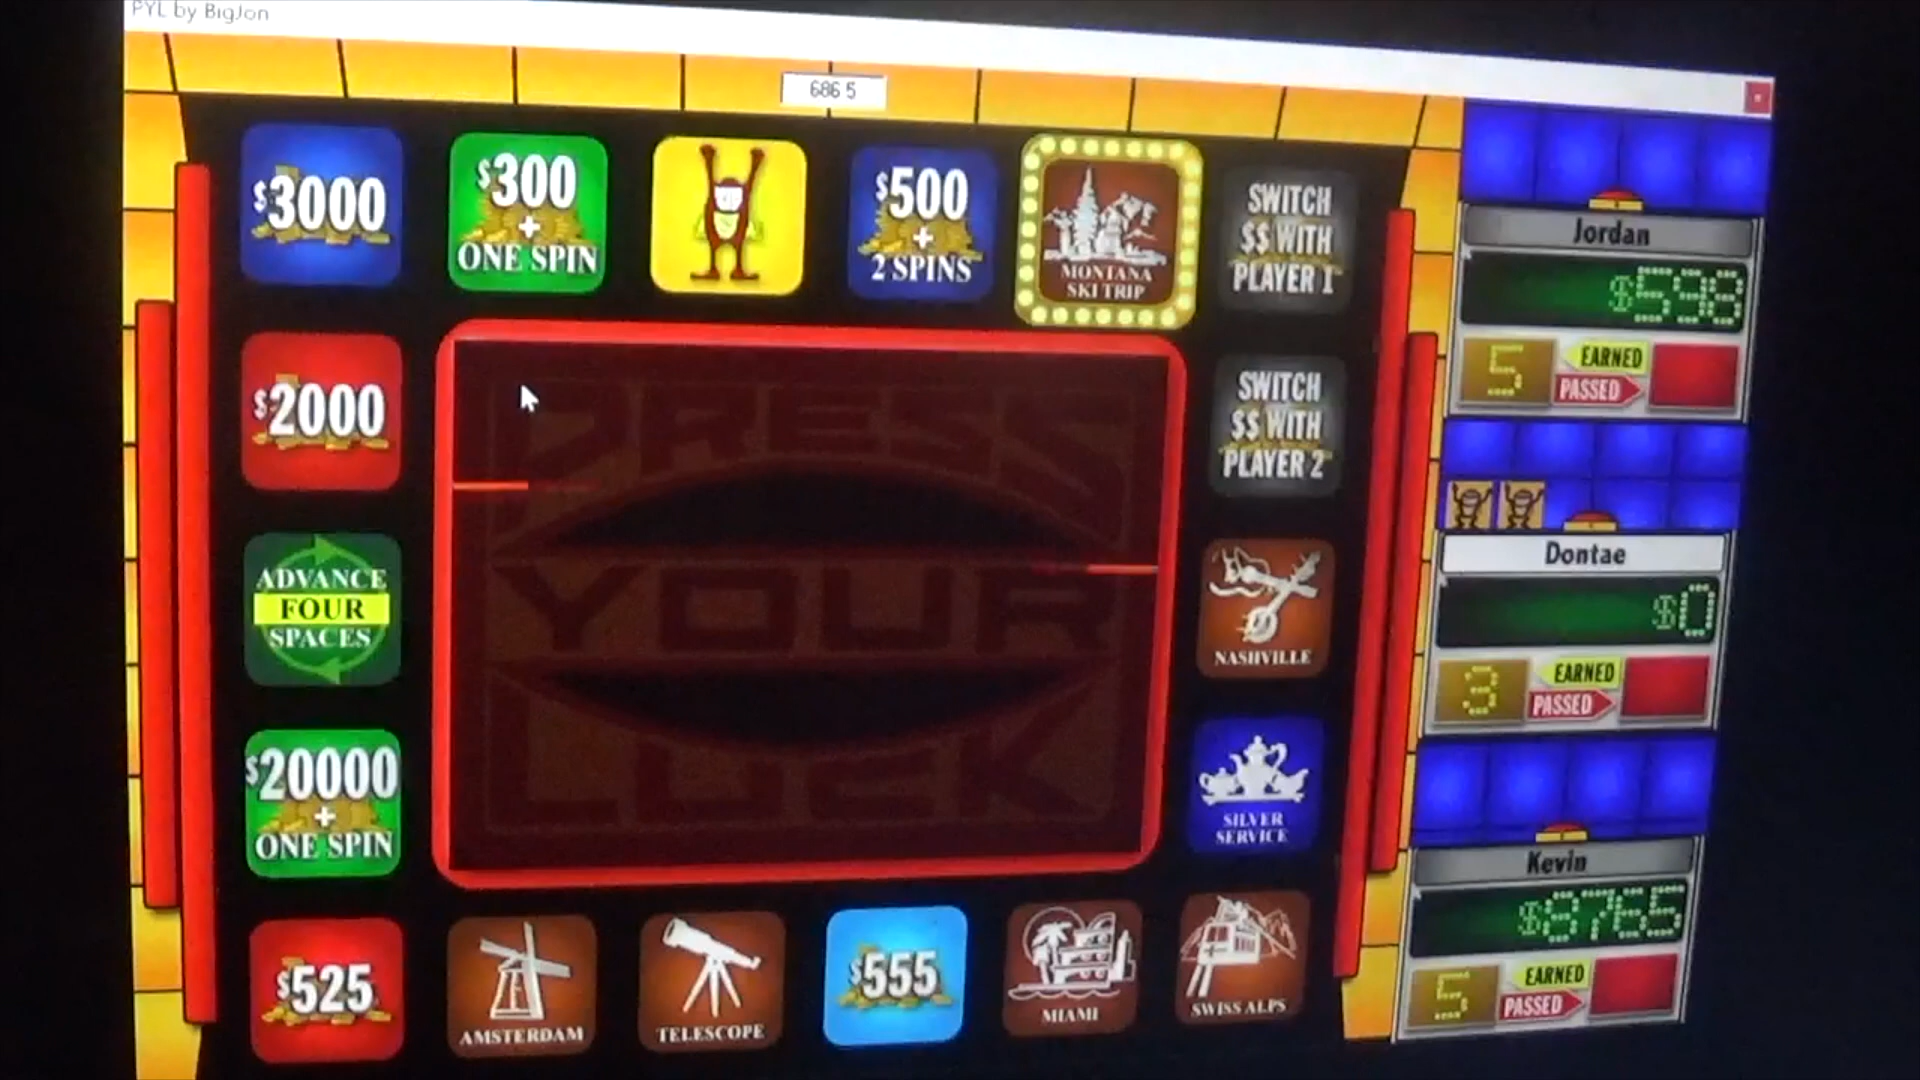 PYL by BigJon
686 5
$3000
$300
+
ONE SPIN
$500
+
2 SPINS
MONTANA
SKI TRIP
SWITCH
$$ WITH
PLAYER 1
Jordan
$598
5
EARNED
PASSED
$2000
PRESS
YOUR
LUCK
SWITCH
$$ WITH
PLAYER 2
ADVANCE
FOUR
SPACES
NASHVILLE
Dontae
$0
3
EARNED
PASSED
$20000
+
ONE SPIN
SILVER
SERVICE
Kevin
$9765
5
EARNED
PASSED
$525
AMSTERDAM
TELESCOPE
$555
MIAMI
SWISS ALPS